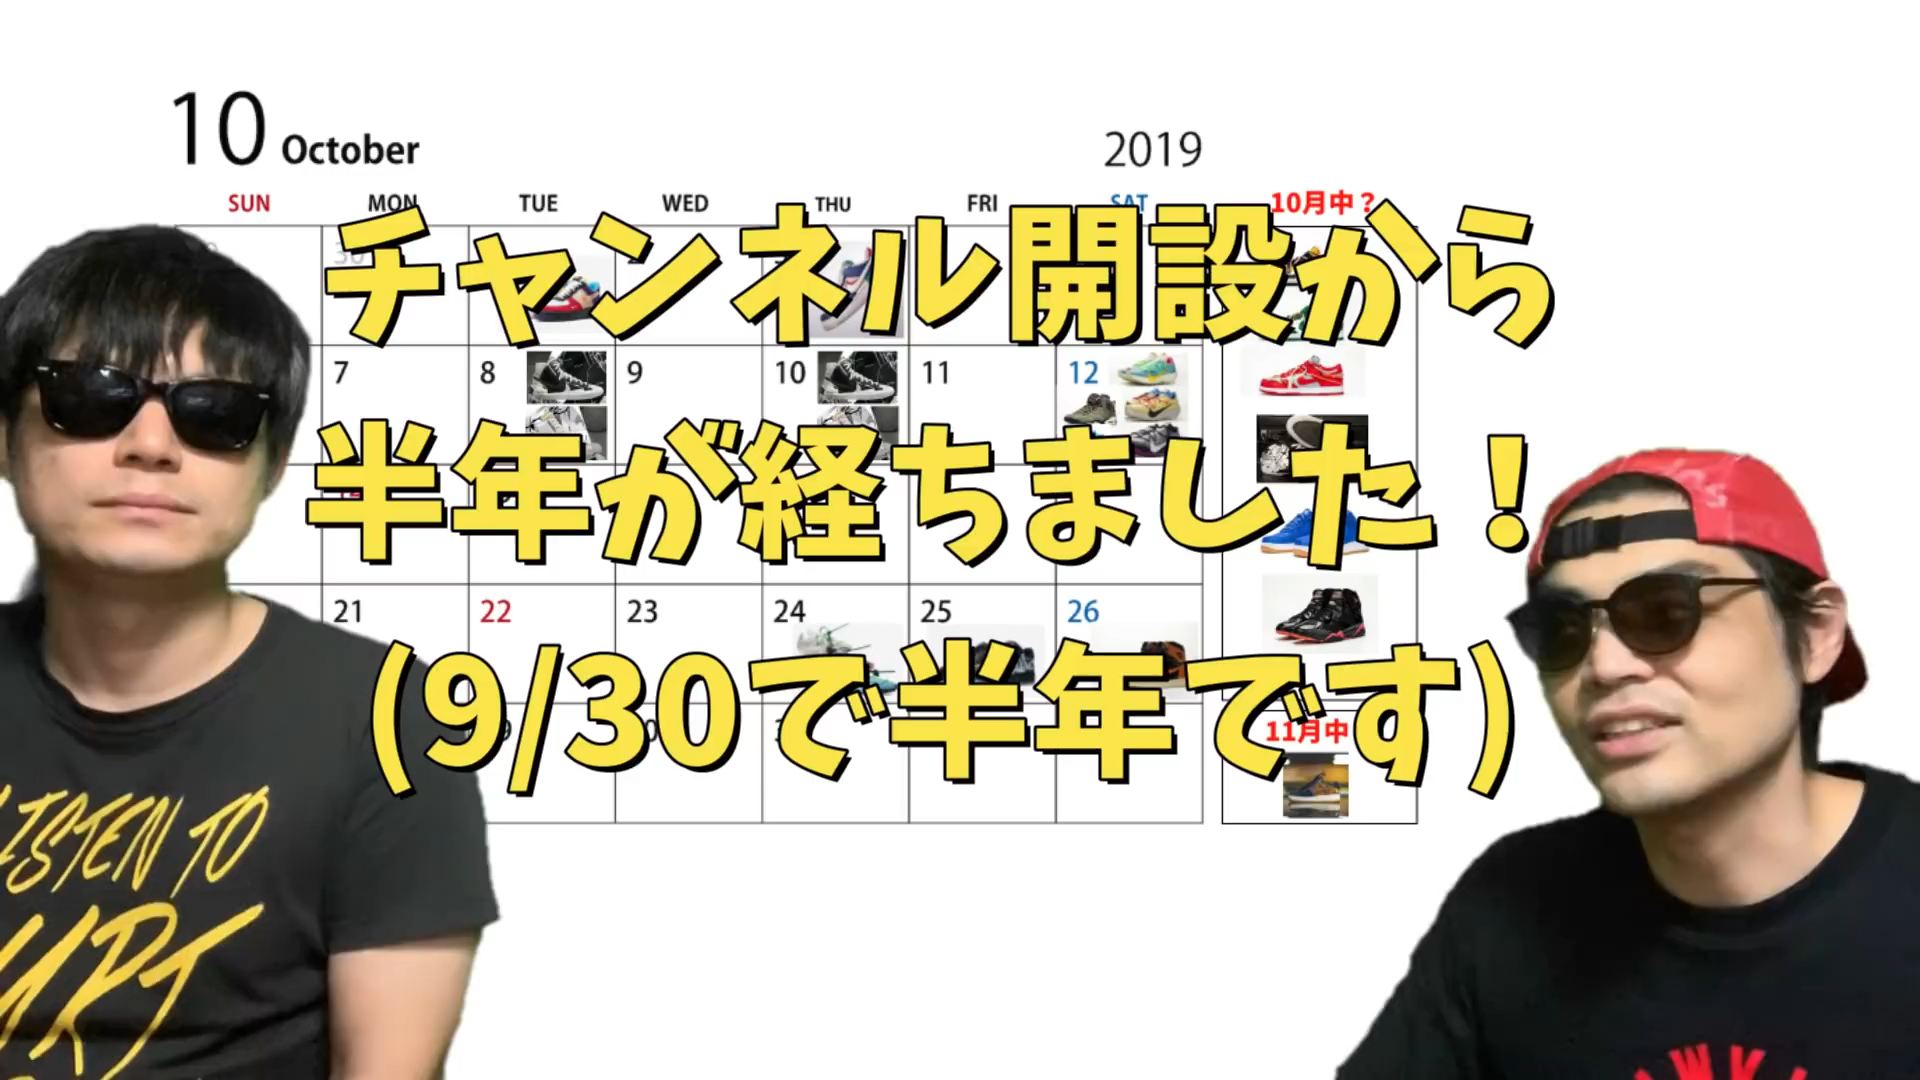 10 October
2019
SUN MON TUE WED THU FRI SAT 10月中?
チャンネル開設から
7 8 9 10 11 12
半年が経ちました！
21 22 23 24 25 26
(9/30で半年です)
11月中
LISTEN TO